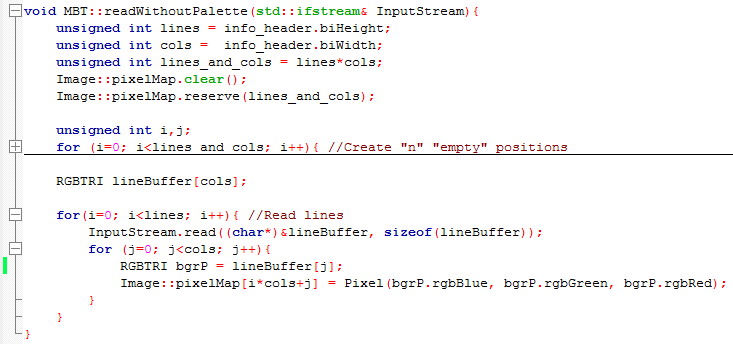 void MBT::readWithoutPalette(std::ifstream& InputStream){
    unsigned int lines = info_header.biHeight;
    unsigned int cols =  info_header.biWidth;
    unsigned int lines_and_cols = lines*cols;
    Image::pixelMap.clear();
    Image::pixelMap.reserve(lines_and_cols);

    unsigned int i,j;
    for (i=0; i<lines and cols; i++){ //Create "n" "empty" positions

    RGBTRI lineBuffer[cols];

    for(i=0; i<lines; i++){ //Read lines
        InputStream.read((char*)&lineBuffer, sizeof(lineBuffer));
        for (j=0; j<cols; j++){
            RGBTRI bgrP = lineBuffer[j];
            Image::pixelMap[i*cols+j] = Pixel(bgrP.rgbBlue, bgrP.rgbGreen, bgrP.rgbRed);
        }
    }
}